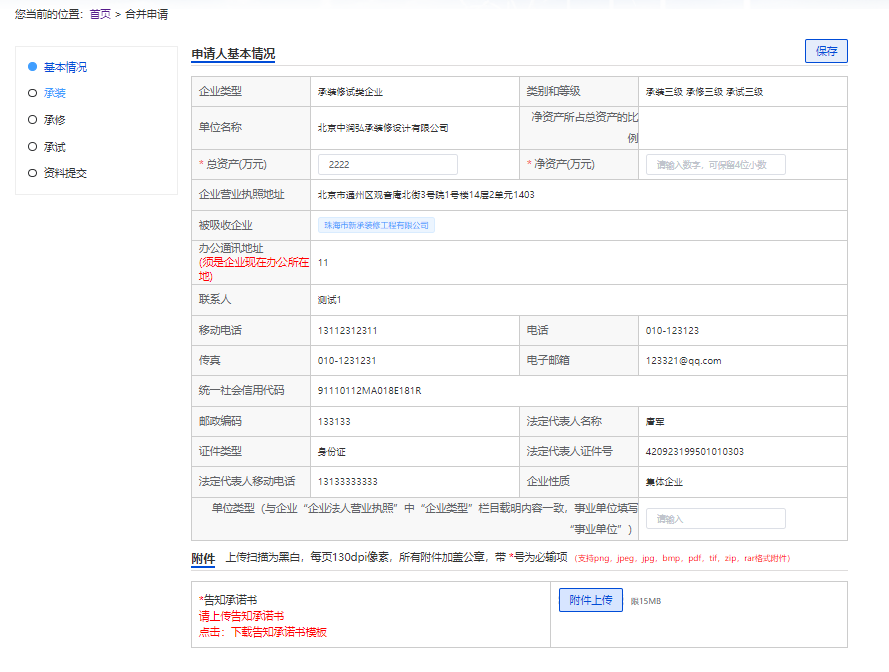 您当前的位置：首页 > 合并申请
基本情况
承装
承修
承试
资料提交
申请人基本情况
保存
企业类型 承装修试类企业 类别和等级 承装三级 承修三级 承试三级
单位名称 北京中润弘承装修设计有限公司 净资产所占总资产的比
例
* 总资产(万元) 2222 * 净资产(万元) 请输入数字，可保留4位小数
企业营业执照地址 北京市通州区观音庵北街3号院1号楼14层2单元1403
被吸收企业 珠海市新承装修工程有限公司
办公通讯地址
(须是企业现在办公所在
地)
11
联系人 测试1
移动电话 13112312311 电话 010-123123
传真 010-1231231 电子邮箱 123321@qq.com
统一社会信用代码 91110112MA018E181R
邮政编码 133133 法定代表人名称 唐军
证件类型 身份证 法定代表人证件号 420923199501010303
法定代表人移动电话 13133333333 企业性质 集体企业
单位类型（与企业“企业法人营业执照”中“企业类型”栏目载明内容一致，事业单位填写
“事业单位”）
请输入
附件 上传扫描为黑白，每页130dpi像素，所有附件加盖公章，带 *号为必输项 （支持png，jpeg，jpg，bmp，pdf，tif，zip，rar格式附件）
*告知承诺书
请上传告知承诺书
点击：下载告知承诺书模板
附件上传 限15MB